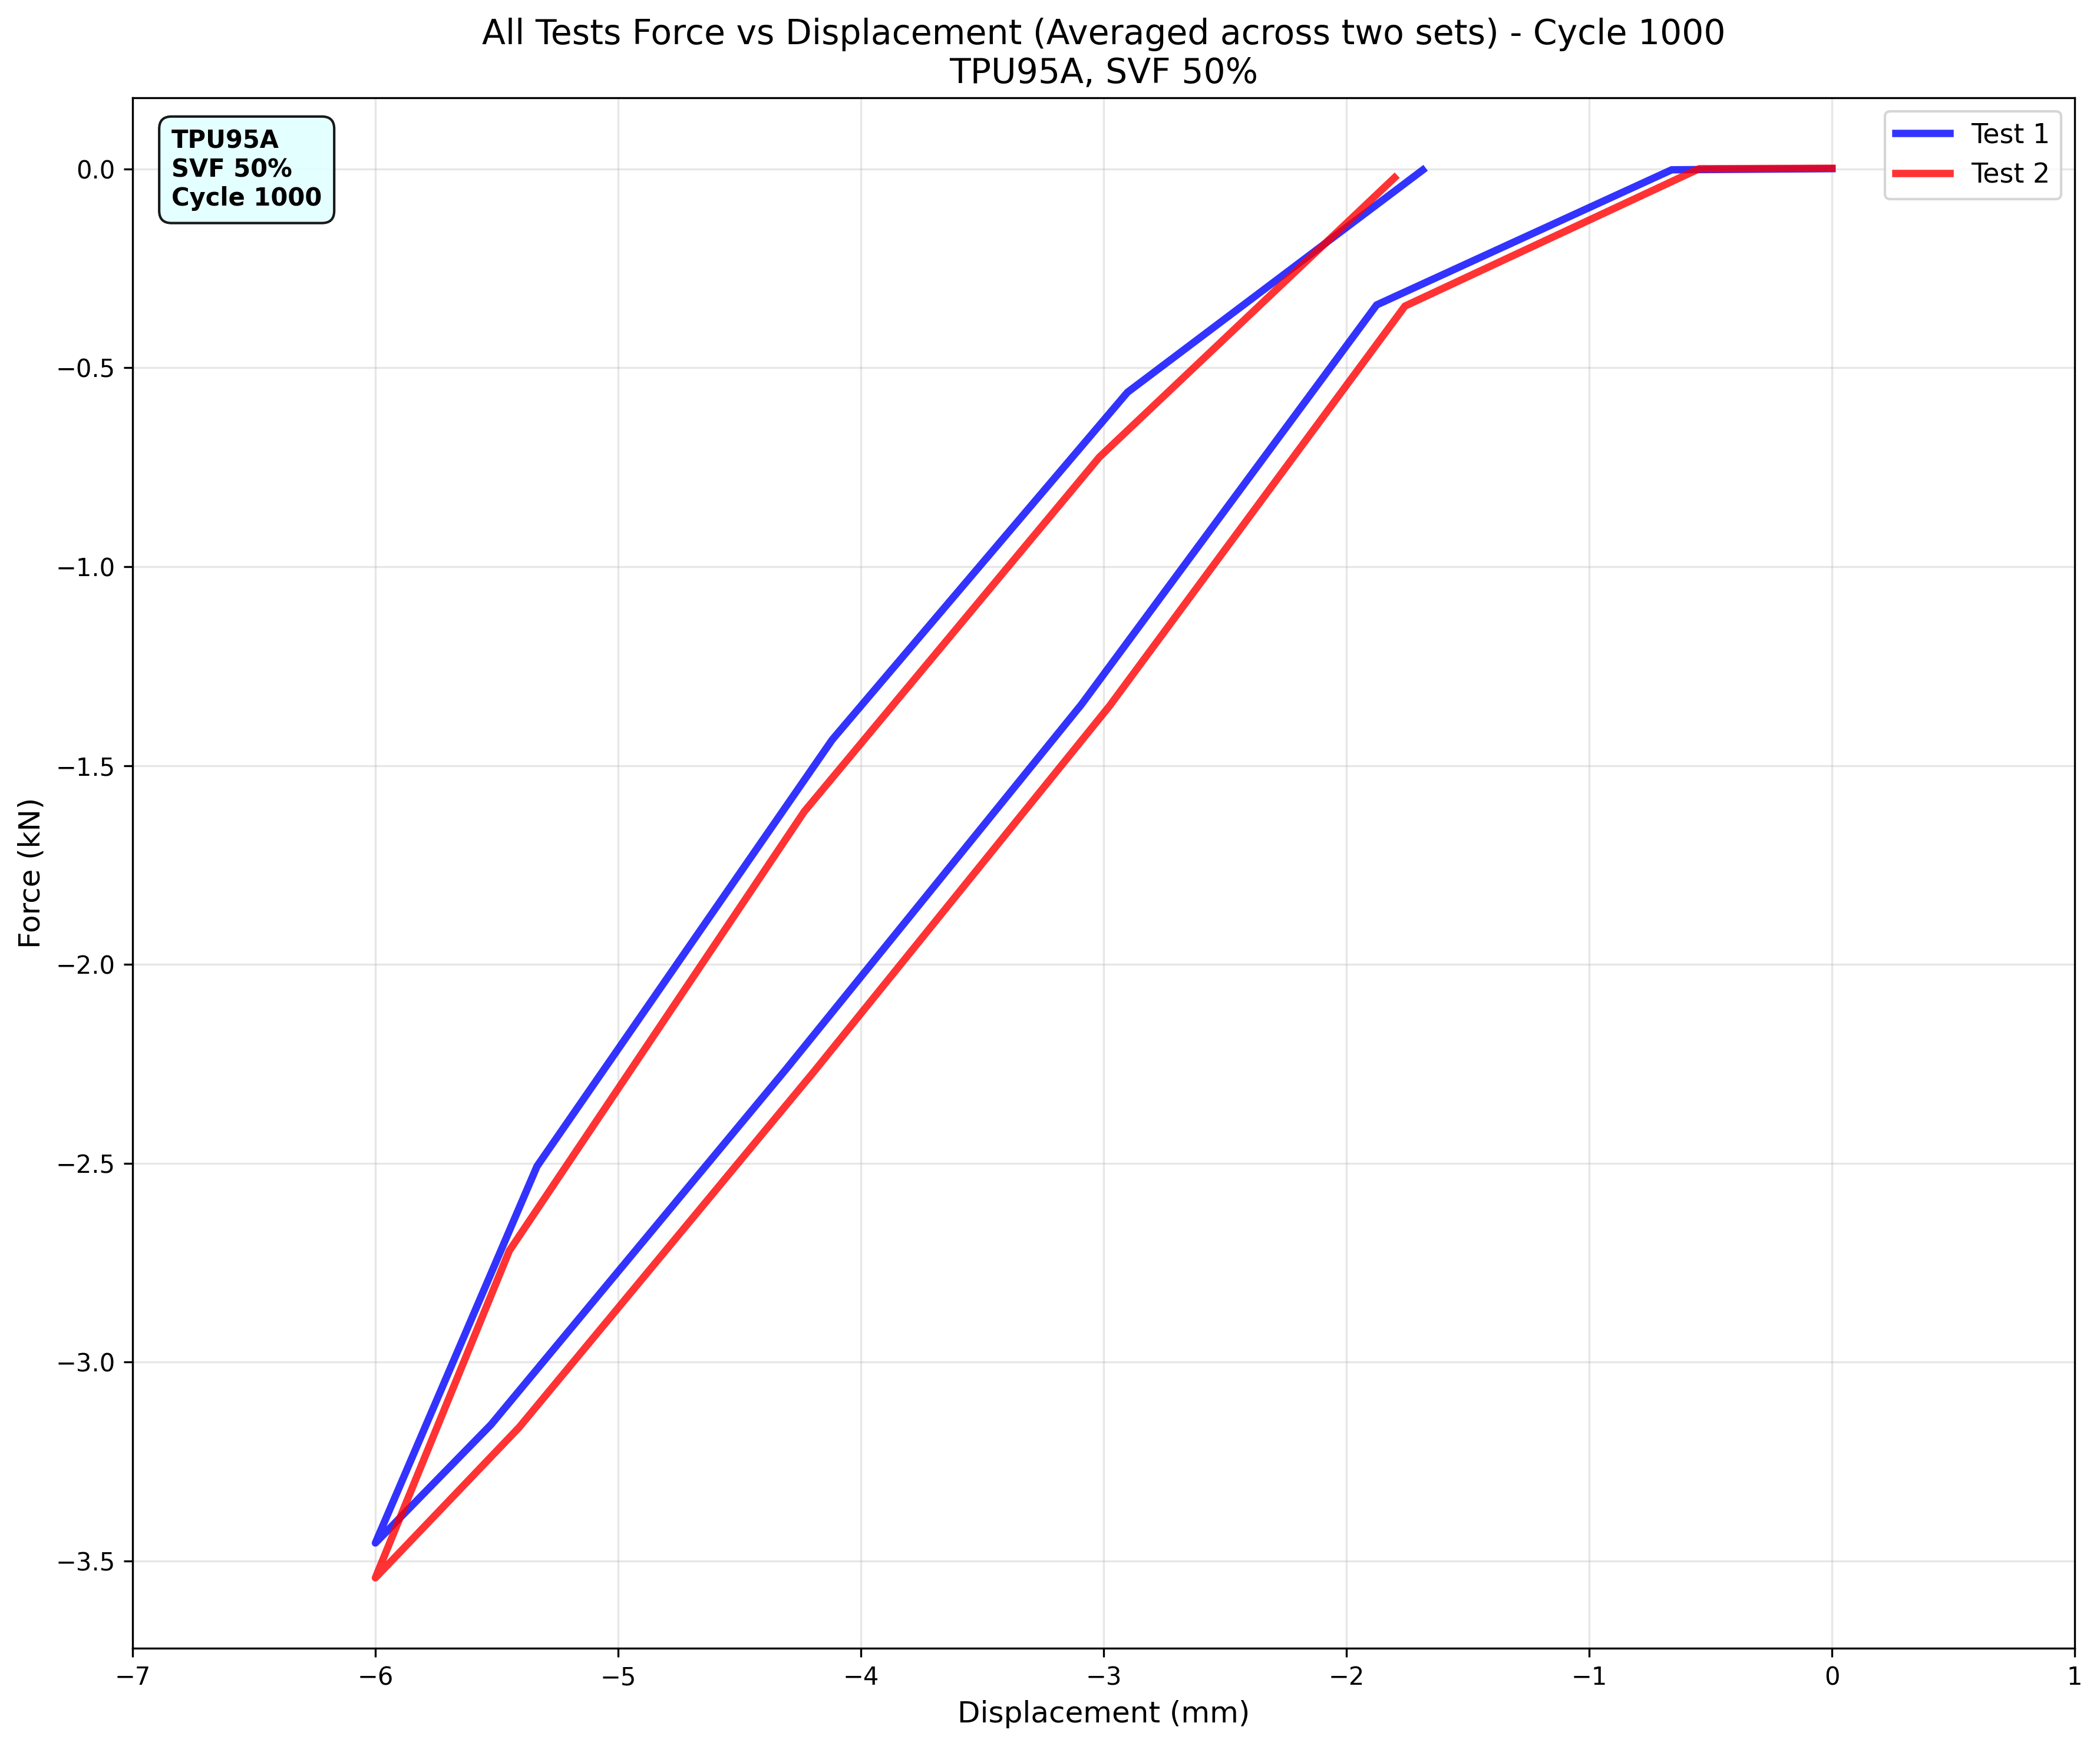 All Tests Force vs Displacement (Averaged across two sets) - Cycle 1000
TPU95A, SVF 50%
TPU95A
SVF 50%
Cycle 1000
Test 1
Test 2
0.0
−0.5
−1.0
−1.5
−2.0
−2.5
−3.0
−3.5
Force (kN)
−7
−6
−5
−4
−3
−2
−1
0
1
Displacement (mm)